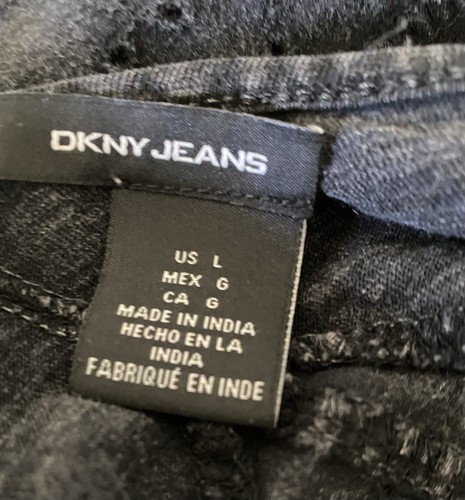 DKNY JEANS
US L
MEX G
CA G
MADE IN INDIA
HECHO EN LA
INDIA
FABRIQUÉ EN INDE